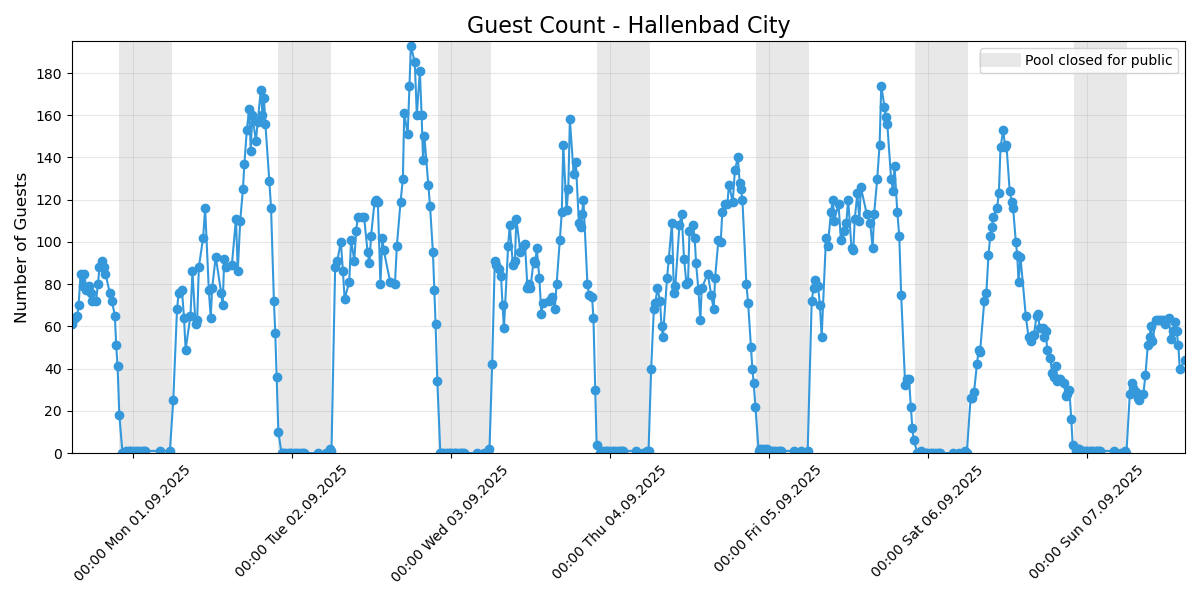 Guest Count - Hallenbad City
Pool closed for public
Number of Guests
180
160
140
120
100
80
60
40
20
0
00:00 Mon 01.09.2025
00:00 Tue 02.09.2025
00:00 Wed 03.09.2025
00:00 Thu 04.09.2025
00:00 Fri 05.09.2025
00:00 Sat 06.09.2025
00:00 Sun 07.09.2025